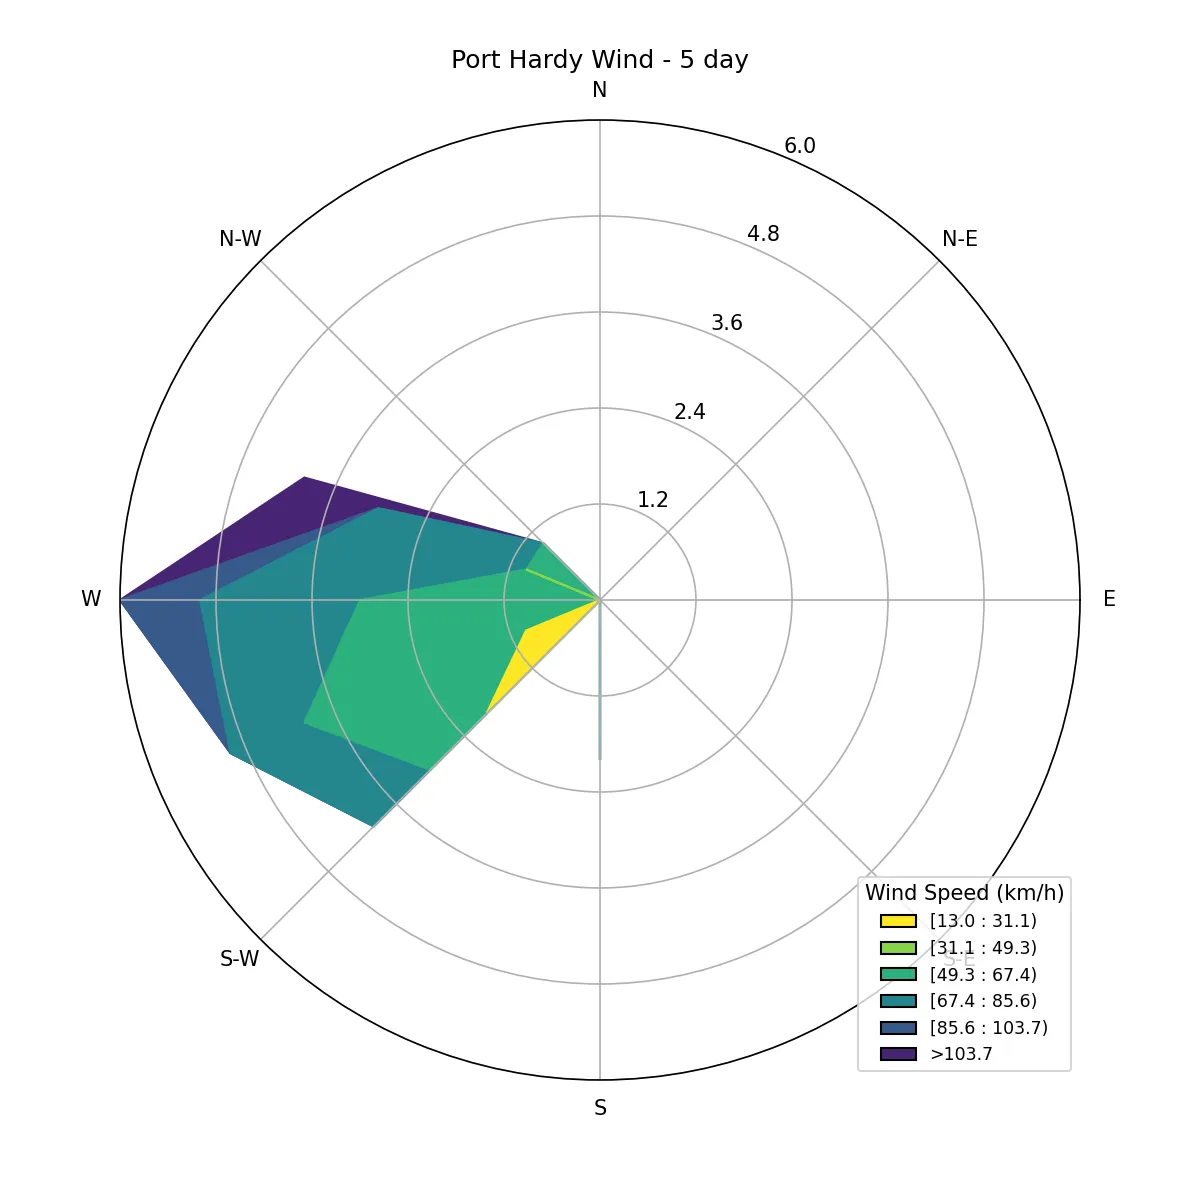 Port Hardy Wind - 5 day
N
6.0
N-W
4.8
N-E
3.6
2.4
1.2
W
E
S-W
S-E
S
Wind Speed (km/h)
[13.0 : 31.1)
[31.1 : 49.3)
[49.3 : 67.4)
[67.4 : 85.6)
[85.6 : 103.7)
>103.7